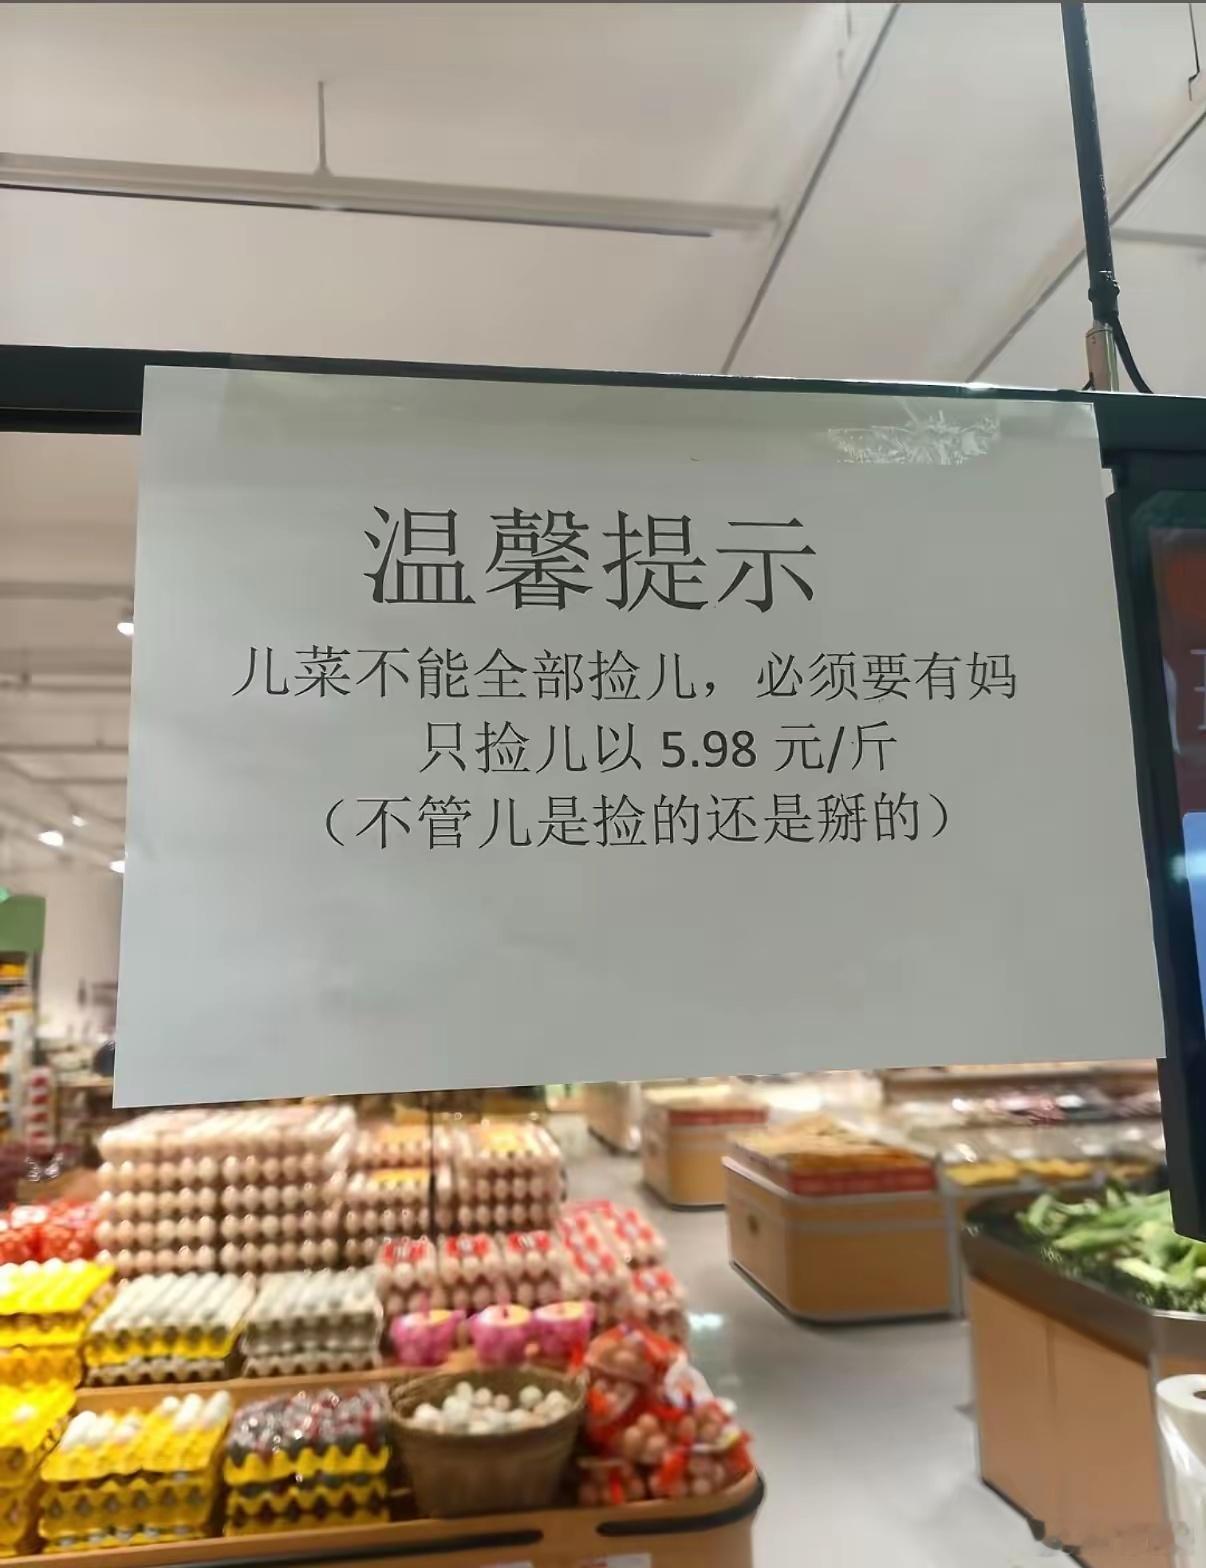 温馨提示
儿菜不能全部捡儿，必须要有妈
只捡儿以 5.98 元/斤
（不管儿是捡的还是掰的）